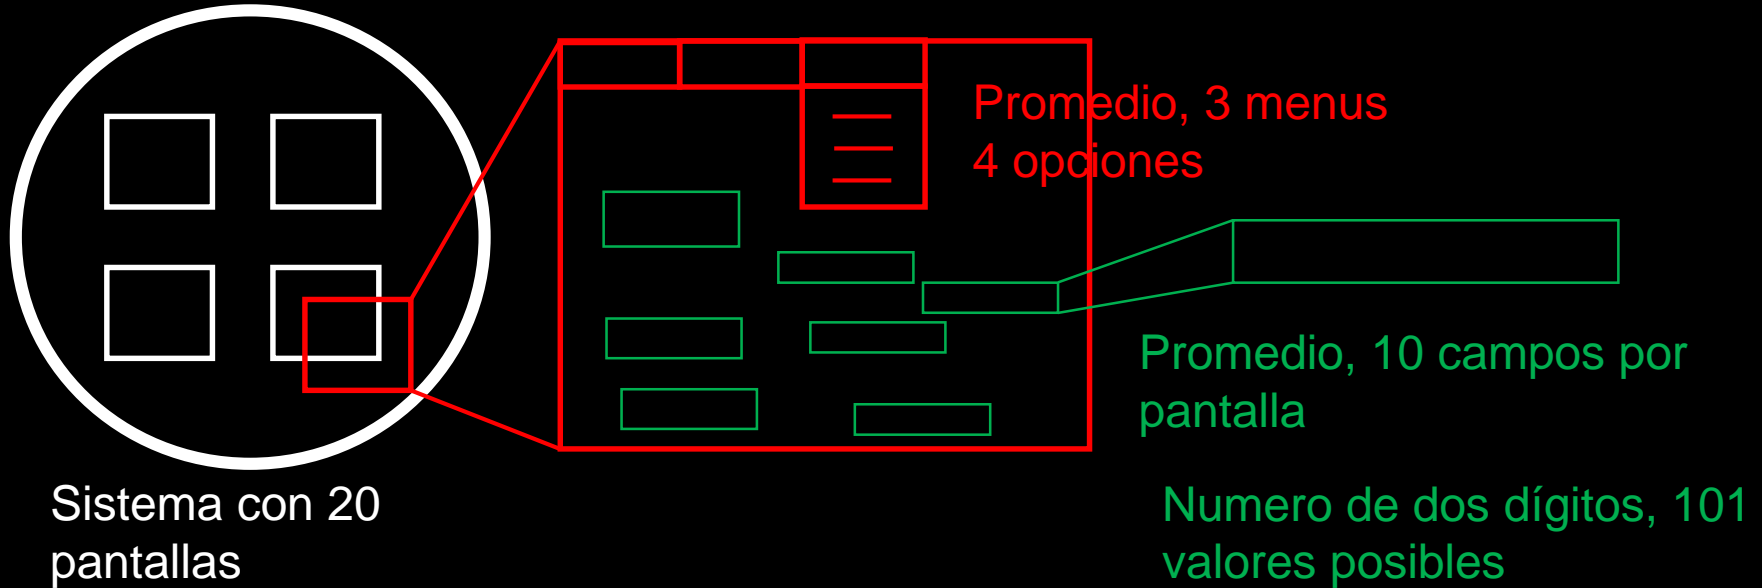 Promedio, 3 menus
4 opciones
Promedio, 10 campos por
pantalla
Sistema con 20
pantallas
Numero de dos dígitos, 101
valores posibles